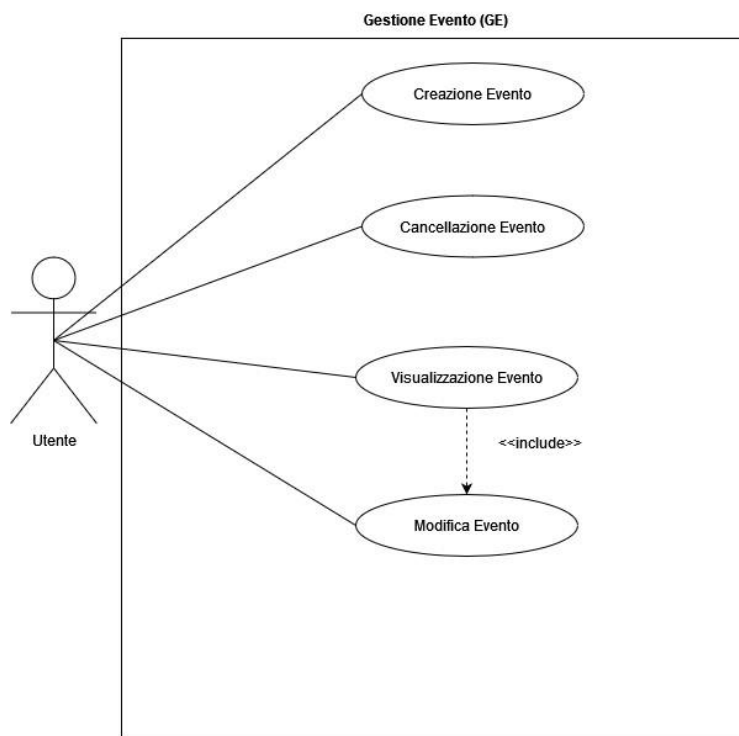 Gestione Evento (GE)
Creazione Evento
Cancellazione Evento
Visualizzazione Evento
Utente
<<include>>
Modifica Evento